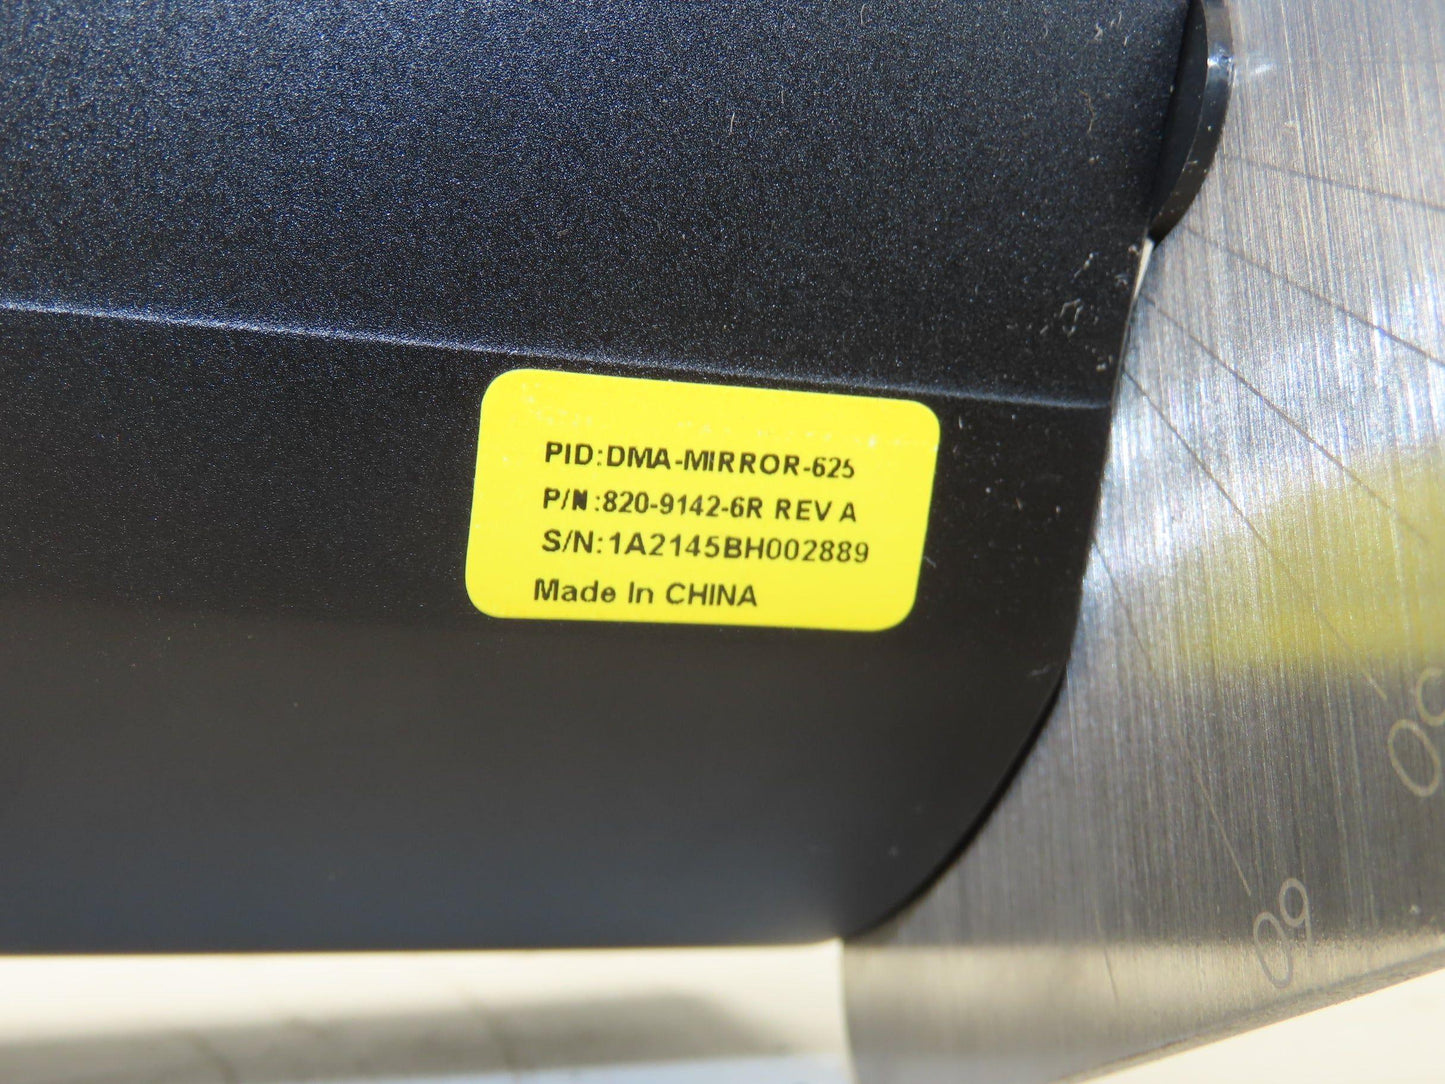 PID:DMA-MIRROR-625
P/N:820-9142-6R REV A
S/N:1A2145BH002889
Made In CHINA
60